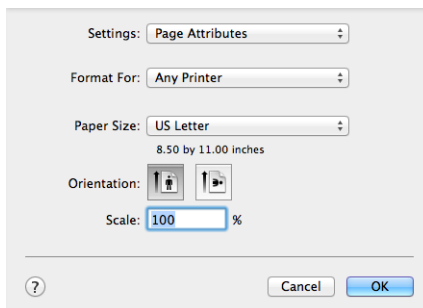 Settings: Page Attributes
Format For: Any Printer
Paper Size: US Letter
8.50 by 11.00 inches
Orientation:
Scale: 100 %
? Cancel OK